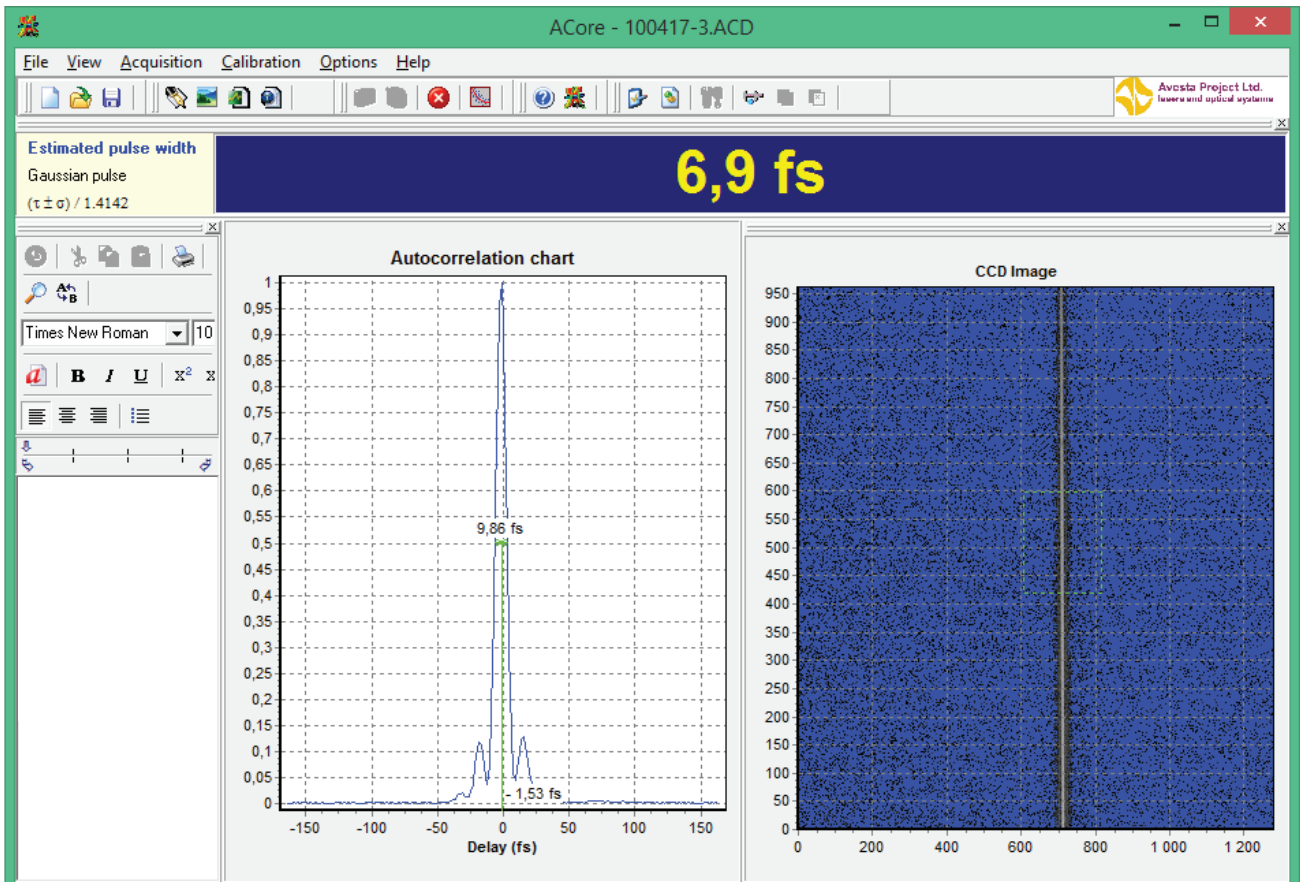 ACore - 100417-3.ACD
File View Acquisition Calibration Options Help
Avesta Project Ltd.
lasers and optical systems
Estimated pulse width
Gaussian pulse
(τ ± σ) / 1.4142
6,9 fs
Times New Roman 10
a B I U x² x
Autocorrelation chart
1
0,95
0,9
0,85
0,8
0,75
0,7
0,65
0,6
0,55
0,5
0,45
0,4
0,35
0,3
0,25
0,2
0,15
0,1
0,05
0
9,86 fs
- 1,53 fs
-150 -100 -50 0 50 100 150
Delay (fs)
CCD Image
950
900
850
800
750
700
650
600
550
500
450
400
350
300
250
200
150
100
50
0
0 200 400 600 800 1 000 1 200